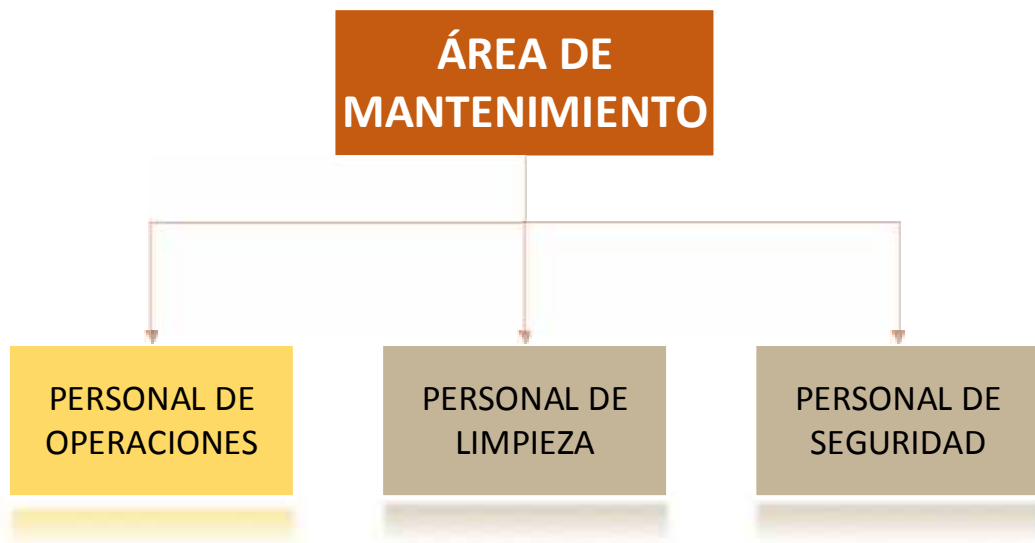 ÁREA DE
MANTENIMIENTO
PERSONAL DE
OPERACIONES
PERSONAL DE
LIMPIEZA
PERSONAL DE
SEGURIDAD